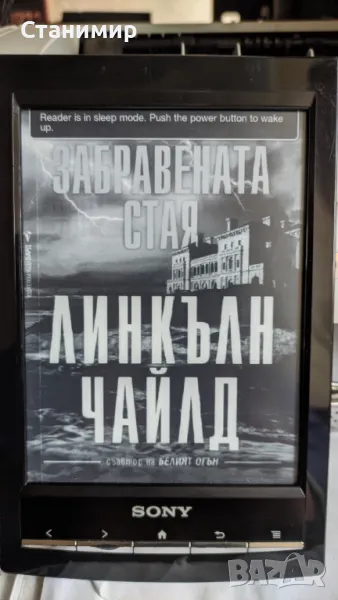 Станимир
Reader is in sleep mode. Push the power button to wake
up.
ЗАБРАВЕНАТА
СТАЯ
ЛИНКЪЛН
ЧАЙЛД
съавтор на БЕЛИЯТ ОГЪН
SONY
BAZAR